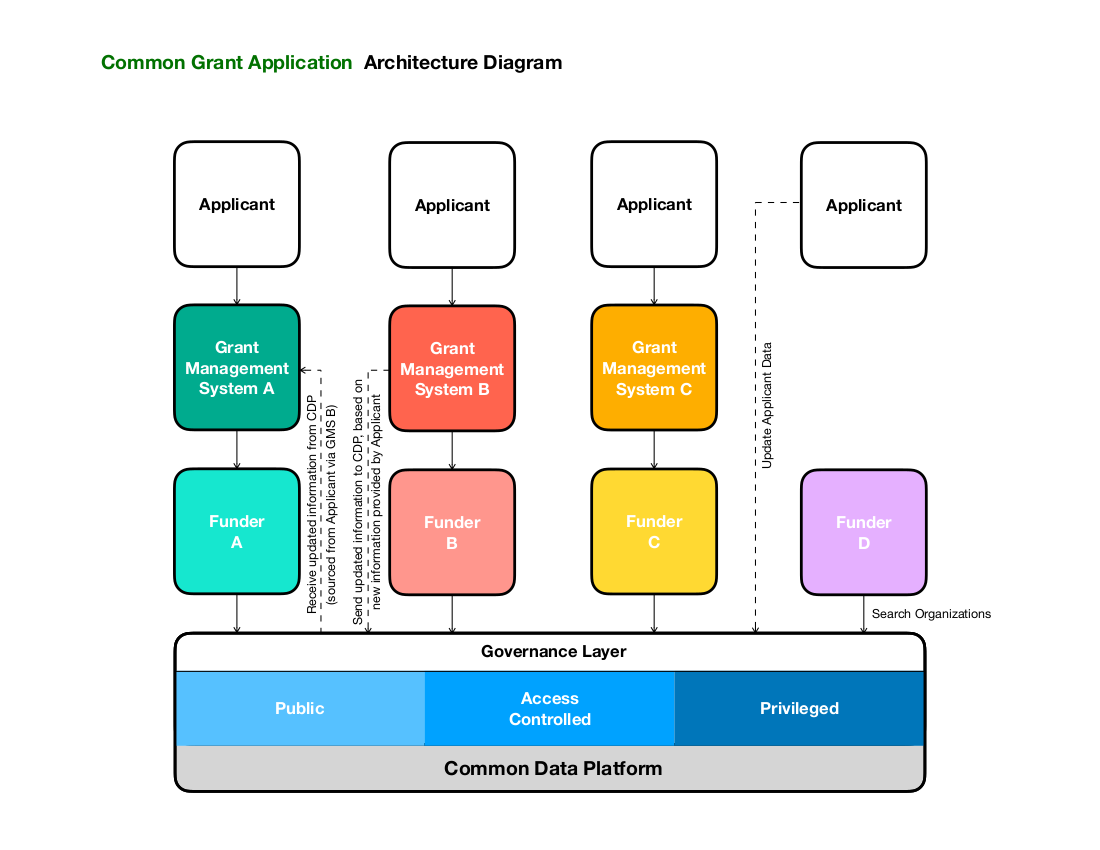 Common Grant Application Architecture Diagram
Applicant
Applicant
Applicant
Applicant
Grant
Management
System A
Grant
Management
System B
Grant
Management
System C
Receive updated information from CDP
(sourced from Applicant via GMS B)
Send updated information to CDP, based on
new information provided by Applicant
Update Applicant Data
Funder
A
Funder
B
Funder
C
Funder
D
Search Organizations
Governance Layer
Public
Access
Controlled
Privileged
Common Data Platform